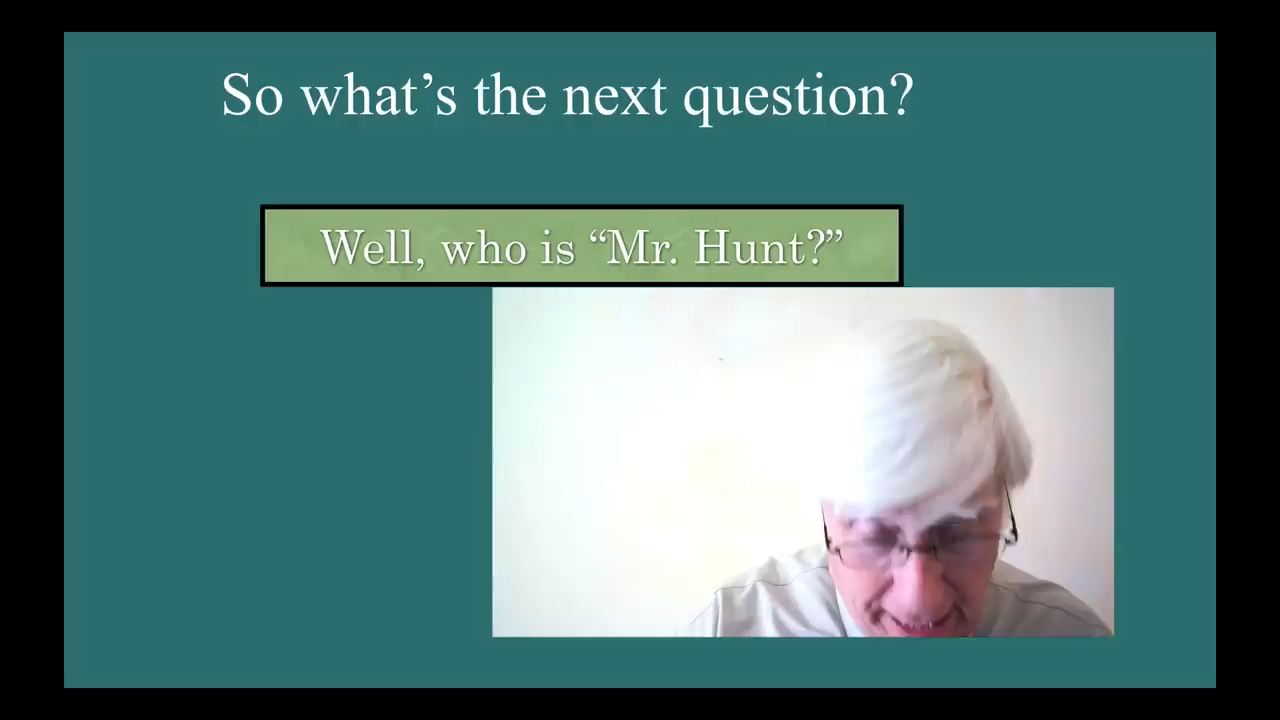 So what’s the next question?
Well, who is “Mr. Hunt?”